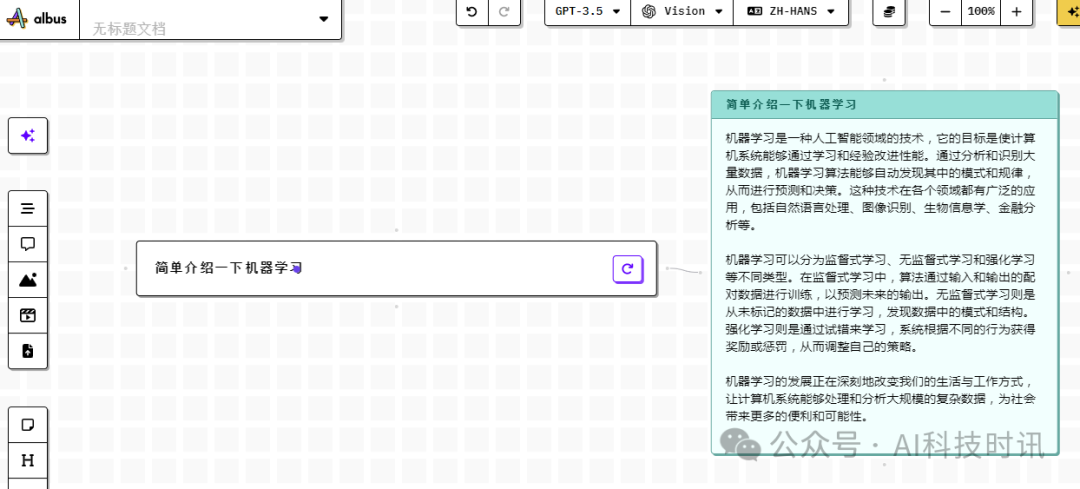 albus
无标题文档
GPT-3.5
Vision
ZH-HANS
100%
简单介绍一下机器学习
简单介绍一下机器学习
机器学习是一种人工智能领域的技术，它的目标是使计算
机系统能够通过学习和经验改进性能。通过分析和识别大
量数据，机器学习算法能够自动发现其中的模式和规律，
从而进行预测和决策。这种技术在各个领域都有广泛的应
用，包括自然语言处理、图像识别、生物信息学、金融分
析等。
机器学习可以分为监督式学习、无监督式学习和强化学习
等不同类型。在监督式学习中，算法通过输入和输出的配
对数据进行训练，以预测未来的输出。无监督式学习则是
从未标记的数据中进行学习，发现数据中的模式和结构。
强化学习则是通过试错来学习，系统根据不同的行为获得
奖励或惩罚，从而调整自己的策略。
机器学习的发展正在深刻地改变我们的生活与工作方式，
让计算机系统能够处理和分析大规模的复杂数据，为社会
带来更多的便利和可能性。
H
公众号 · AI科技时讯